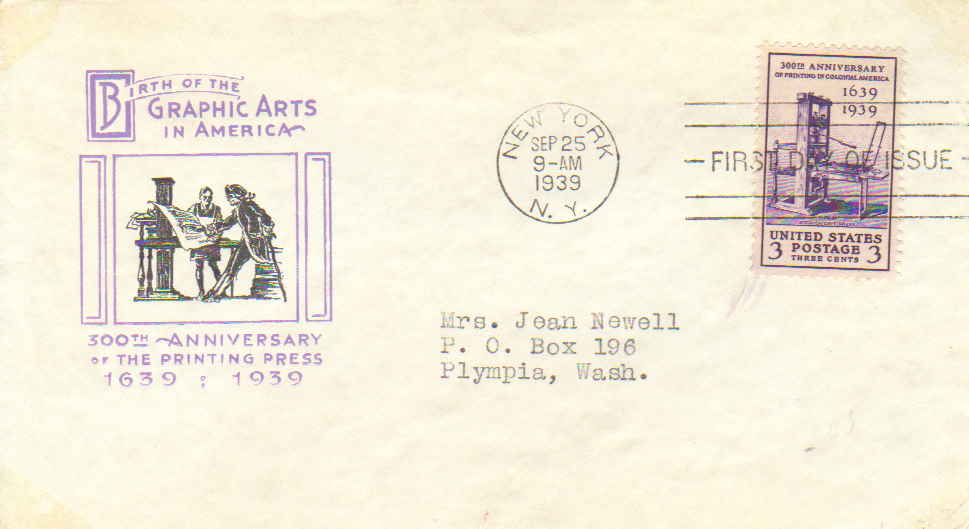 BIRTH OF THE
GRAPHIC ARTS
IN AMERICA
300TH ANNIVERSARY
OF THE PRINTING PRESS
1639 : 1939
NEW YORK
SEP 25
9-AM
1939
N. Y.
FIRST DAY OF ISSUE
300TH ANNIVERSARY
OF PRINTING IN COLONIAL AMERICA
1639
1939
UNITED STATES
3 POSTAGE 3
THREE CENTS
Mrs. Jean Newell
P. O. Box 196
Plympia, Wash.